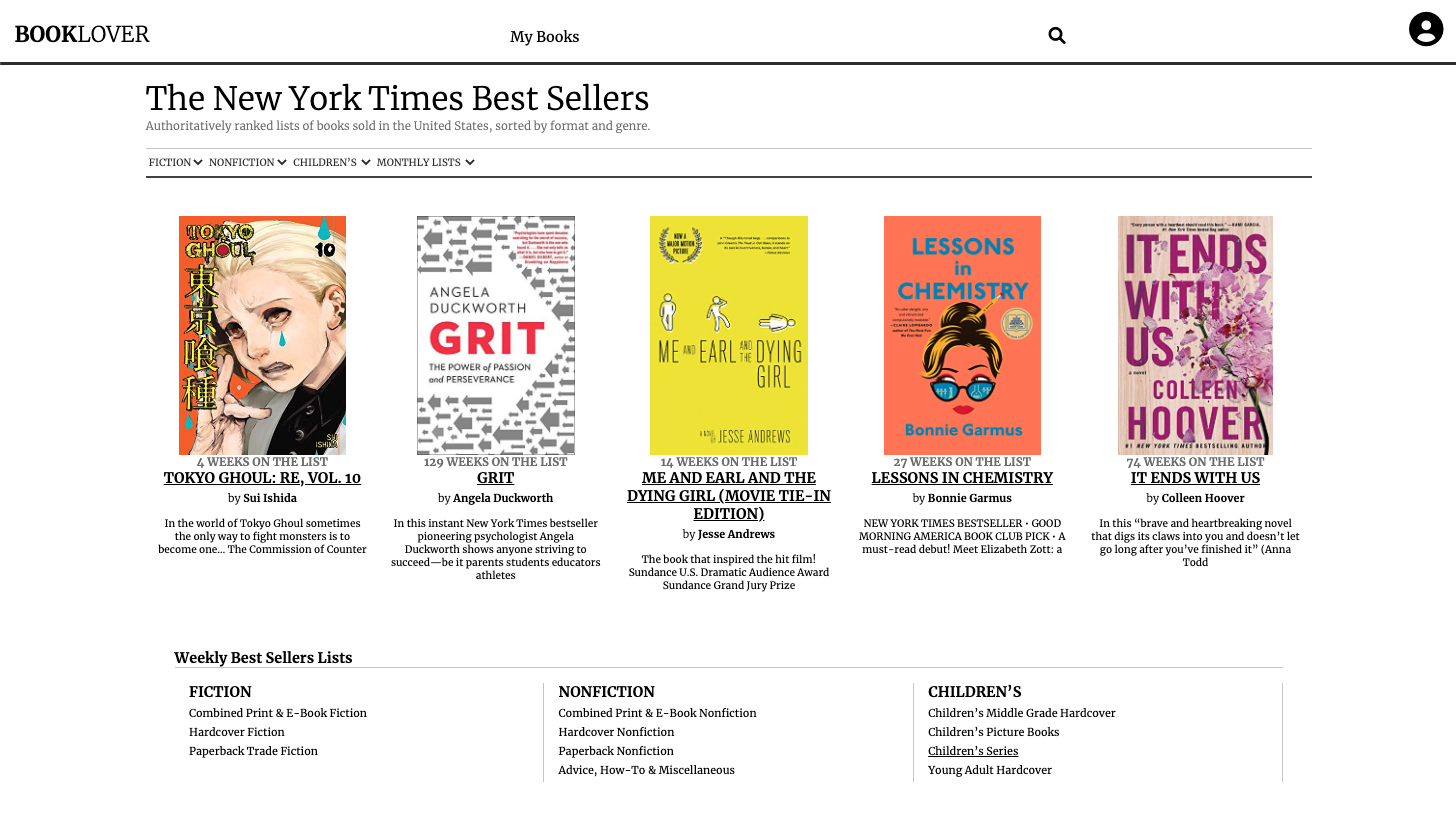 BOOKLOVER
My Books
The New York Times Best Sellers
Authoritatively ranked lists of books sold in the United States, sorted by format and genre.
FICTION NONFICTION CHILDREN'S MONTHLY LISTS
TOKYO
GHOUL
10
東京喰種
SUI
ISHIDA
4 WEEKS ON THE LIST
TOKYO GHOUL: RE, VOL. 10
by Sui Ishida
In the world of Tokyo Ghoul sometimes
the only way to fight monsters is to
become one... The Commission of Counter
ANGELA
DUCKWORTH
GRIT
THE POWER of PASSION
and PERSEVERANCE
129 WEEKS ON THE LIST
GRIT
by Angela Duckworth
In this instant New York Times bestseller
pioneering psychologist Angela
Duckworth shows anyone striving to
succeed—be it parents students educators
athletes
NOW A
MAJOR MOTION
PICTURE
ME AND EARL AND THE DYING
GIRL
A NOVEL BY JESSE ANDREWS
14 WEEKS ON THE LIST
ME AND EARL AND THE
DYING GIRL (MOVIE TIE-IN
EDITION)
by Jesse Andrews
The book that inspired the hit film!
Sundance U.S. Dramatic Audience Award
Sundance Grand Jury Prize
LESSONS
in
CHEMISTRY
Bonnie Garmus
27 WEEKS ON THE LIST
LESSONS IN CHEMISTRY
by Bonnie Garmus
NEW YORK TIMES BESTSELLER • GOOD
MORNING AMERICA BOOK CLUB PICK • A
must-read debut! Meet Elizabeth Zott: a
IT ENDS
WITH
US
a novel
COLLEEN
HOOVER
#1 NEW YORK TIMES BESTSELLING AUTHOR
74 WEEKS ON THE LIST
IT ENDS WITH US
by Colleen Hoover
In this “brave and heartbreaking novel
that digs its claws into you and doesn’t let
go long after you’ve finished it” (Anna
Todd
Weekly Best Sellers Lists
FICTION
Combined Print & E-Book Fiction
Hardcover Fiction
Paperback Trade Fiction
NONFICTION
Combined Print & E-Book Nonfiction
Hardcover Nonfiction
Paperback Nonfiction
Advice, How-To & Miscellaneous
CHILDREN’S
Children’s Middle Grade Hardcover
Children’s Picture Books
Children’s Series
Young Adult Hardcover